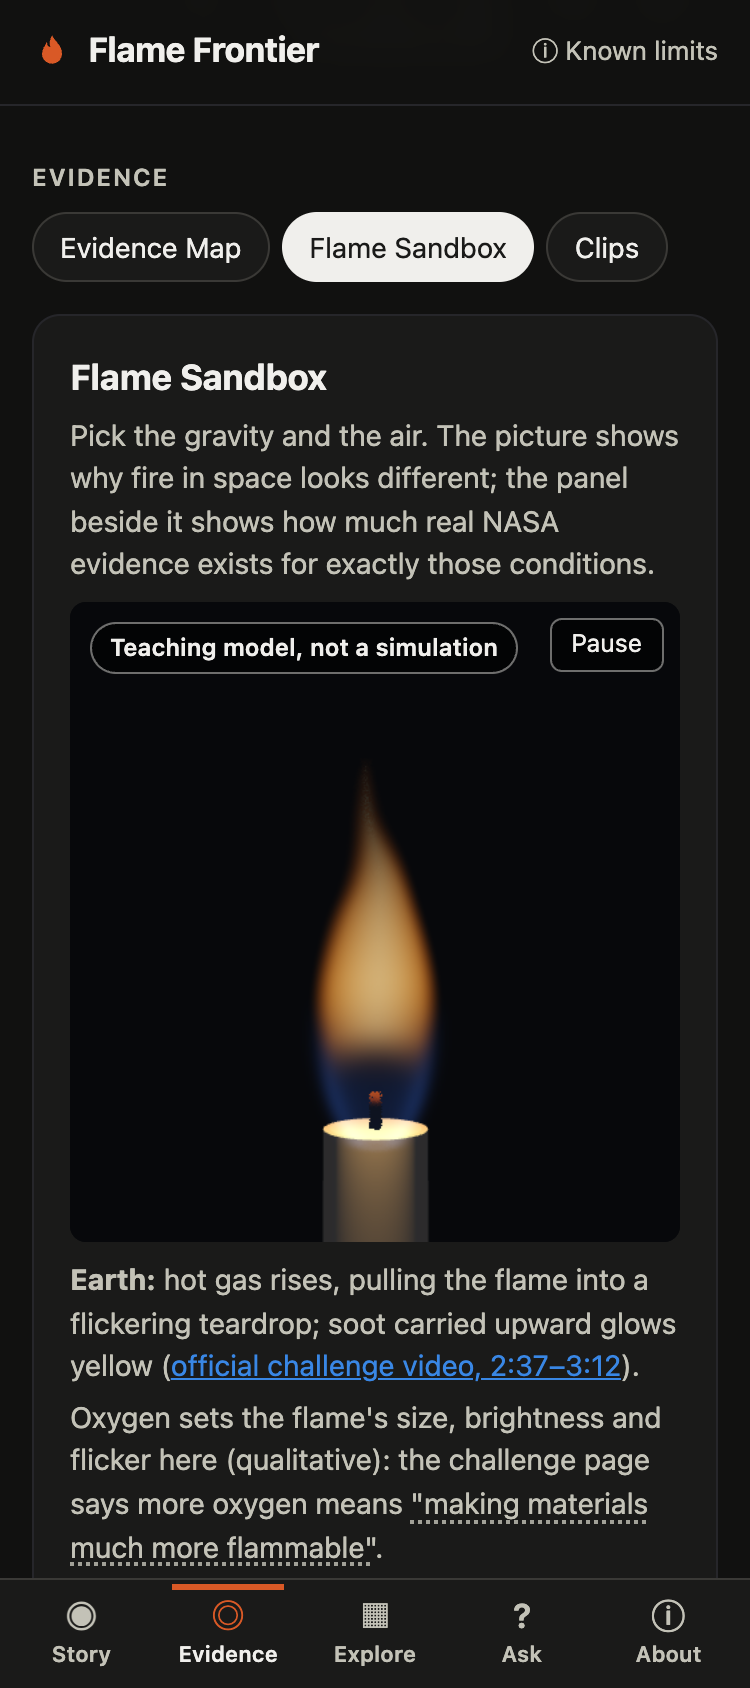 Flame Frontier
Known limits
EVIDENCE
Evidence Map
Flame Sandbox
Clips
Flame Sandbox
Pick the gravity and the air. The picture shows
why fire in space looks different; the panel
beside it shows how much real NASA
evidence exists for exactly those conditions.
Teaching model, not a simulation
Pause
Earth: hot gas rises, pulling the flame into a
flickering teardrop; soot carried upward glows
yellow (official challenge video, 2:37–3:12).
Oxygen sets the flame's size, brightness and
flicker here (qualitative): the challenge page
says more oxygen means "making materials
much more flammable".
Story
Evidence
Explore
? Ask
About